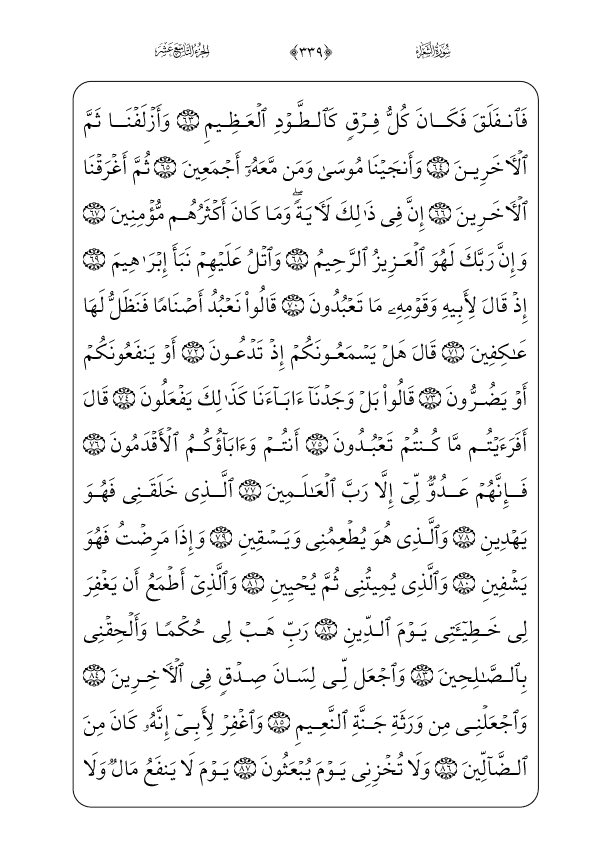 سُورَةُ الشُّعَرَاءِ ﴿٣٣٩﴾ الجُزْءُ التَّاسِعَ عَشَرَ
فَٱنفَلَقَ فَكَانَ كُلُّ فِرْقٍ كَٱلطَّوْدِ ٱلْعَظِيمِ ٦٣ وَأَزْلَفْنَا ثَمَّ
ٱلْأٓخَرِينَ ٦٤ وَأَنجَيْنَا مُوسَىٰ وَمَن مَّعَهُۥٓ أَجْمَعِينَ ٦٥ ثُمَّ أَغْرَقْنَا
ٱلْأٓخَرِينَ ٦٦ إِنَّ فِى ذَٰلِكَ لَأٓيَةًۖ وَمَا كَانَ أَكْثَرُهُم مُّؤْمِنِينَ ٦٧
وَإِنَّ رَبَّكَ لَهُوَ ٱلْعَزِيزُ ٱلرَّحِيمُ ٦٨ وَٱتْلُ عَلَيْهِمْ نَبَأَ إِبْرَٰهِيمَ ٦٩
إِذْ قَالَ لِأَبِيهِ وَقَوْمِهِۦ مَا تَعْبُدُونَ ٧٠ قَالُوا۟ نَعْبُدُ أَصْنَامًا فَنَظَلُّ لَهَا
عَٰكِفِينَ ٧١ قَالَ هَلْ يَسْمَعُونَكُمْ إِذْ تَدْعُونَ ٧٢ أَوْ يَنفَعُونَكُمْ
أَوْ يَضُرُّونَ ٧٣ قَالُوا۟ بَلْ وَجَدْنَآ ءَابَآءَنَا كَذَٰلِكَ يَفْعَلُونَ ٧٤ قَالَ
أَفَرَءَيْتُم مَّا كُنتُمْ تَعْبُدُونَ ٧٥ أَنتُمْ وَءَابَآؤُكُمُ ٱلْأَقْدَمُونَ ٧٦
فَإِنَّهُمْ عَدُوٌّ لِّىٓ إِلَّا رَبَّ ٱلْعَٰلَمِينَ ٧٧ ٱلَّذِى خَلَقَنِى فَهُوَ
يَهْدِينِ ٧٨ وَٱلَّذِى هُوَ يُطْعِمُنِى وَيَسْقِينِ ٧٩ وَإِذَا مَرِضْتُ فَهُوَ
يَشْفِينِ ٨٠ وَٱلَّذِى يُمِيتُنِى ثُمَّ يُحْيِينِ ٨١ وَٱلَّذِىٓ أَطْمَعُ أَن يَغْفِرَ
لِى خَطِيٓـَٔتِى يَوْمَ ٱلدِّينِ ٨٢ رَبِّ هَبْ لِى حُكْمًا وَأَلْحِقْنِى
بِٱلصَّٰلِحِينَ ٨٣ وَٱجْعَل لِّى لِسَانَ صِدْقٍ فِى ٱلْأٓخِرِينَ ٨٤
وَٱجْعَلْنِى مِن وَرَثَةِ جَنَّةِ ٱلنَّعِيمِ ٨٥ وَٱغْفِرْ لِأَبِىٓ إِنَّهُۥ كَانَ مِنَ
ٱلضَّآلِّينَ ٨٦ وَلَا تُخْزِنِى يَوْمَ يُبْعَثُونَ ٨٧ يَوْمَ لَا يَنفَعُ مَالٌ وَلَا